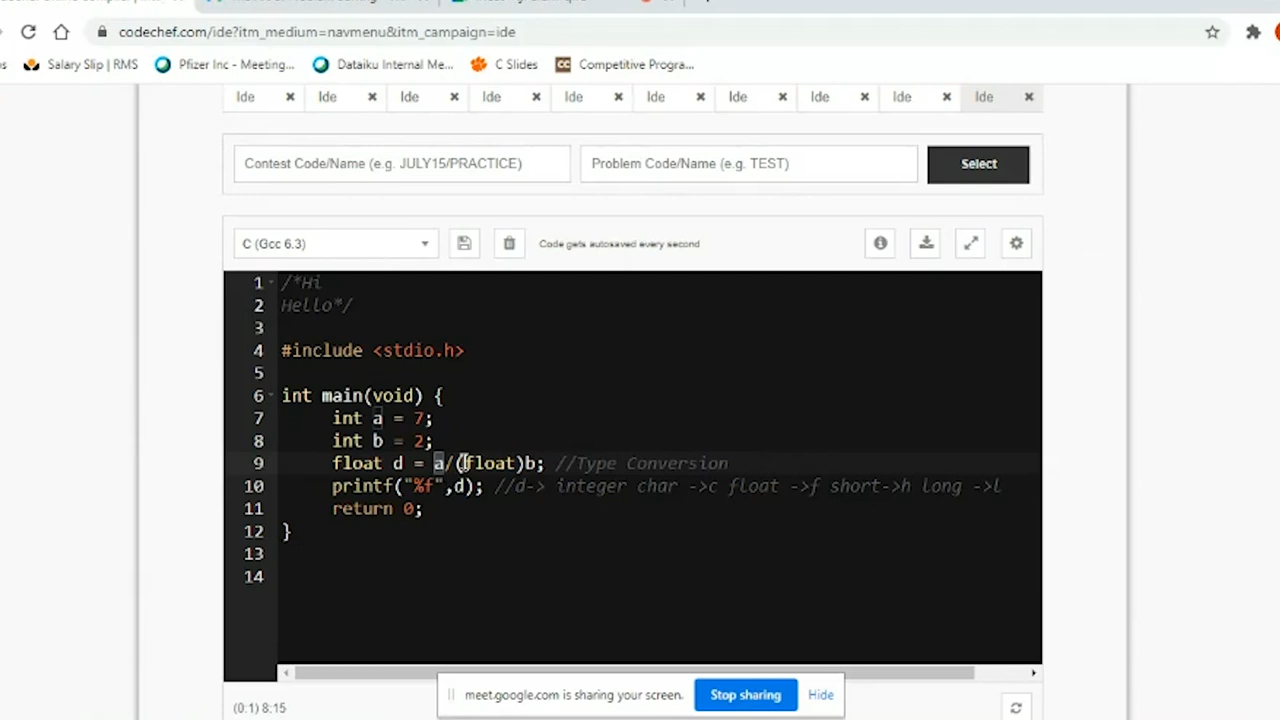 codechef.com/ide?itm_medium=navmenu&itm_campaign=ide
Salary Slip | RMS Pfizer Inc - Meeting... Dataiku Internal Me... C Slides CC Competitive Progra...
Ide × Ide × Ide × Ide × Ide × Ide × Ide × Ide × Ide × Ide ×
Contest Code/Name (e.g. JULY15/PRACTICE) Problem Code/Name (e.g. TEST) Select
C (Gcc 6.3) Code gets autosaved every second
1 /*Hi
2 Hello*/
3
4 #include <stdio.h>
5
6 int main(void) {
7 int a = 7;
8 int b = 2;
9 float d = a/(float)b; //Type Conversion
10 printf("%f",d); //d-> integer char ->c float ->f short->h long ->l
11 return 0;
12 }
13
14
meet.google.com is sharing your screen. Stop sharing Hide
(0:1) 8:15